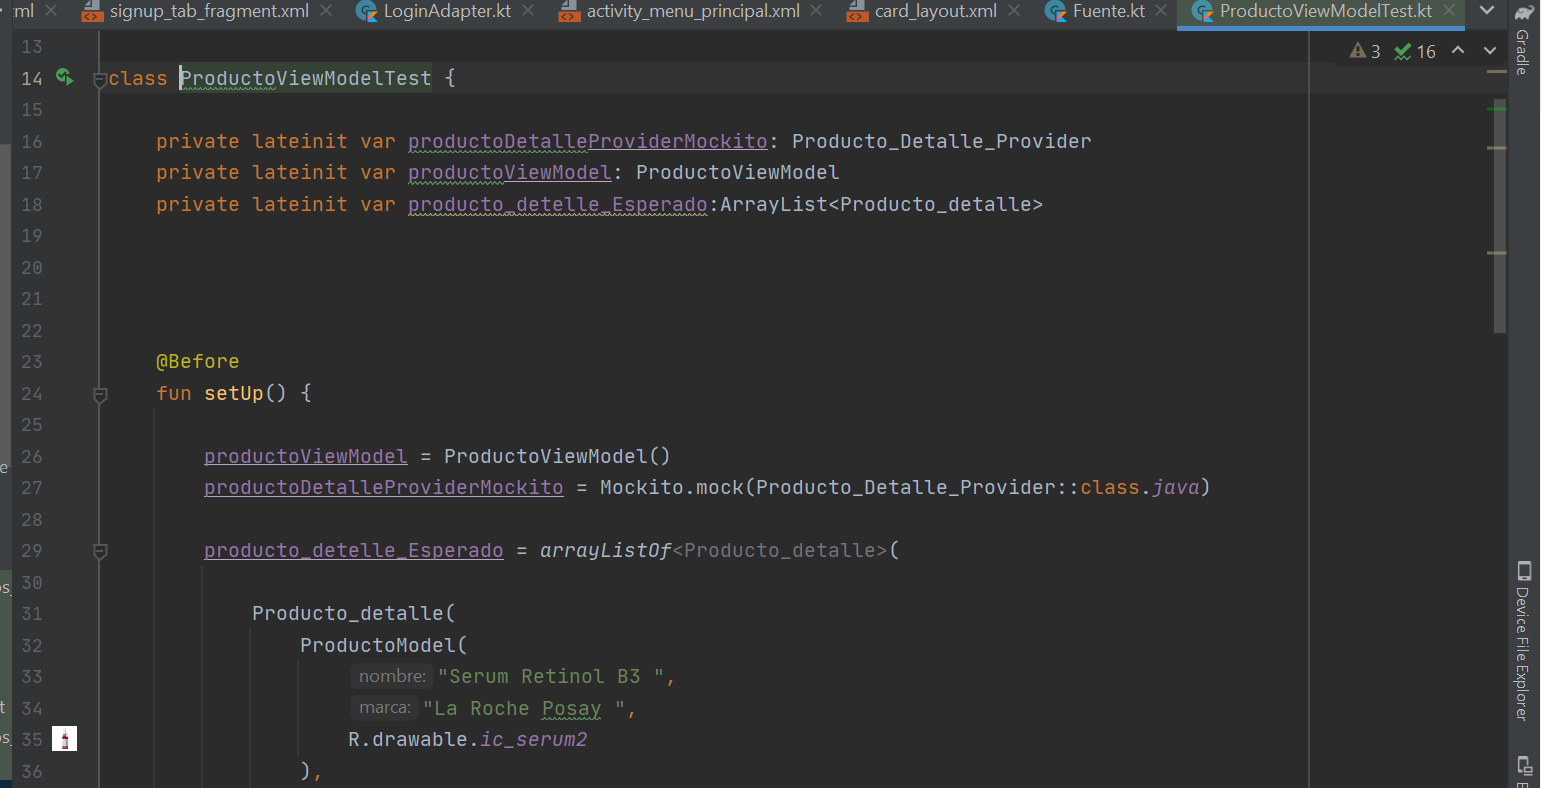 ml
signup_tab_fragment.xml
LoginAdapter.kt
activity_menu_principal.xml
card_layout.xml
Fuente.kt
ProductoViewModelTest.kt
3 16
13
14 class ProductoViewModelTest {
15
16 private lateinit var productoDetalleProviderMockito: Producto_Detalle_Provider
17 private lateinit var productoViewModel: ProductoViewModel
18 private lateinit var producto_detelle_Esperado:ArrayList<Producto_detalle>
19
20
21
22
23 @Before
24 fun setUp() {
25
26 productoViewModel = ProductoViewModel()
27 productoDetalleProviderMockito = Mockito.mock(Producto_Detalle_Provider::class.java)
28
29 producto_detelle_Esperado = arrayListOf<Producto_detalle>(
30
31 Producto_detalle(
32 ProductoModel(
33 nombre: "Serum Retinol B3 ",
34 marca: "La Roche Posay ",
35 R.drawable.ic_serum2
36 ),
Gradle
Device File Explorer